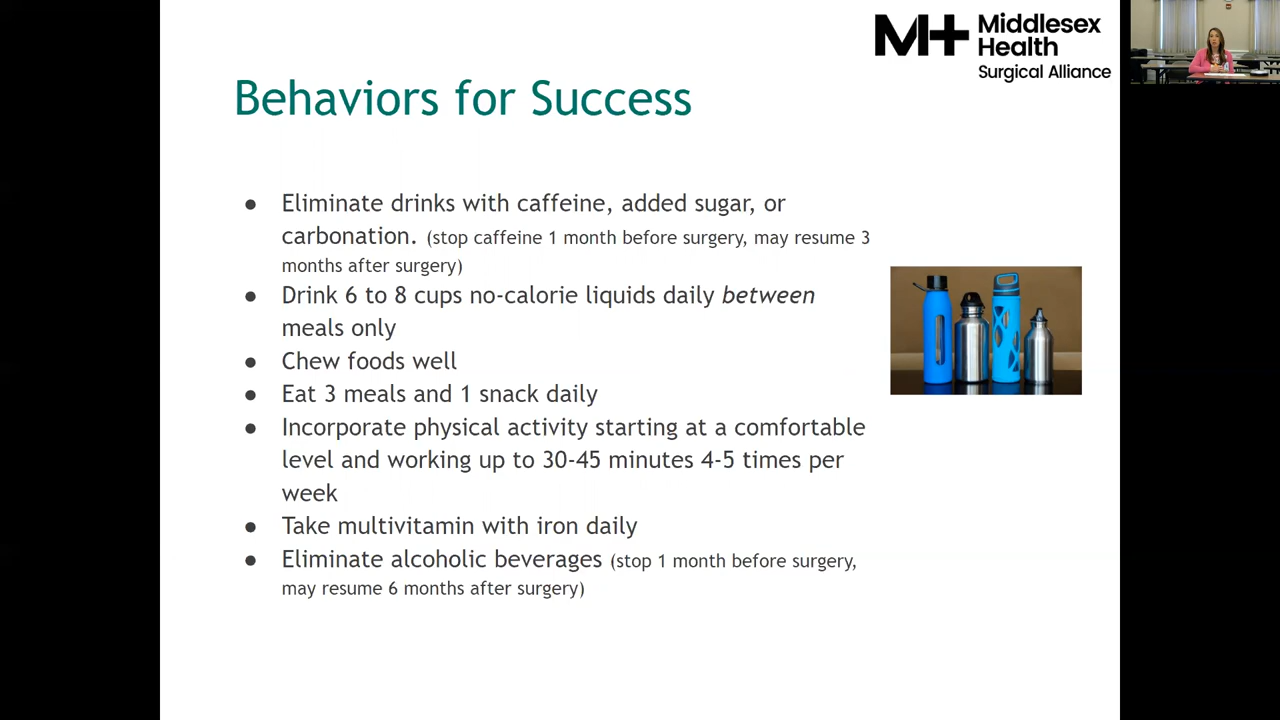 M+ Middlesex
Health
Surgical Alliance
Behaviors for Success
● Eliminate drinks with caffeine, added sugar, or
carbonation. (stop caffeine 1 month before surgery, may resume 3
months after surgery)
● Drink 6 to 8 cups no-calorie liquids daily between
meals only
● Chew foods well
● Eat 3 meals and 1 snack daily
● Incorporate physical activity starting at a comfortable
level and working up to 30-45 minutes 4-5 times per
week
● Take multivitamin with iron daily
● Eliminate alcoholic beverages (stop 1 month before surgery,
may resume 6 months after surgery)